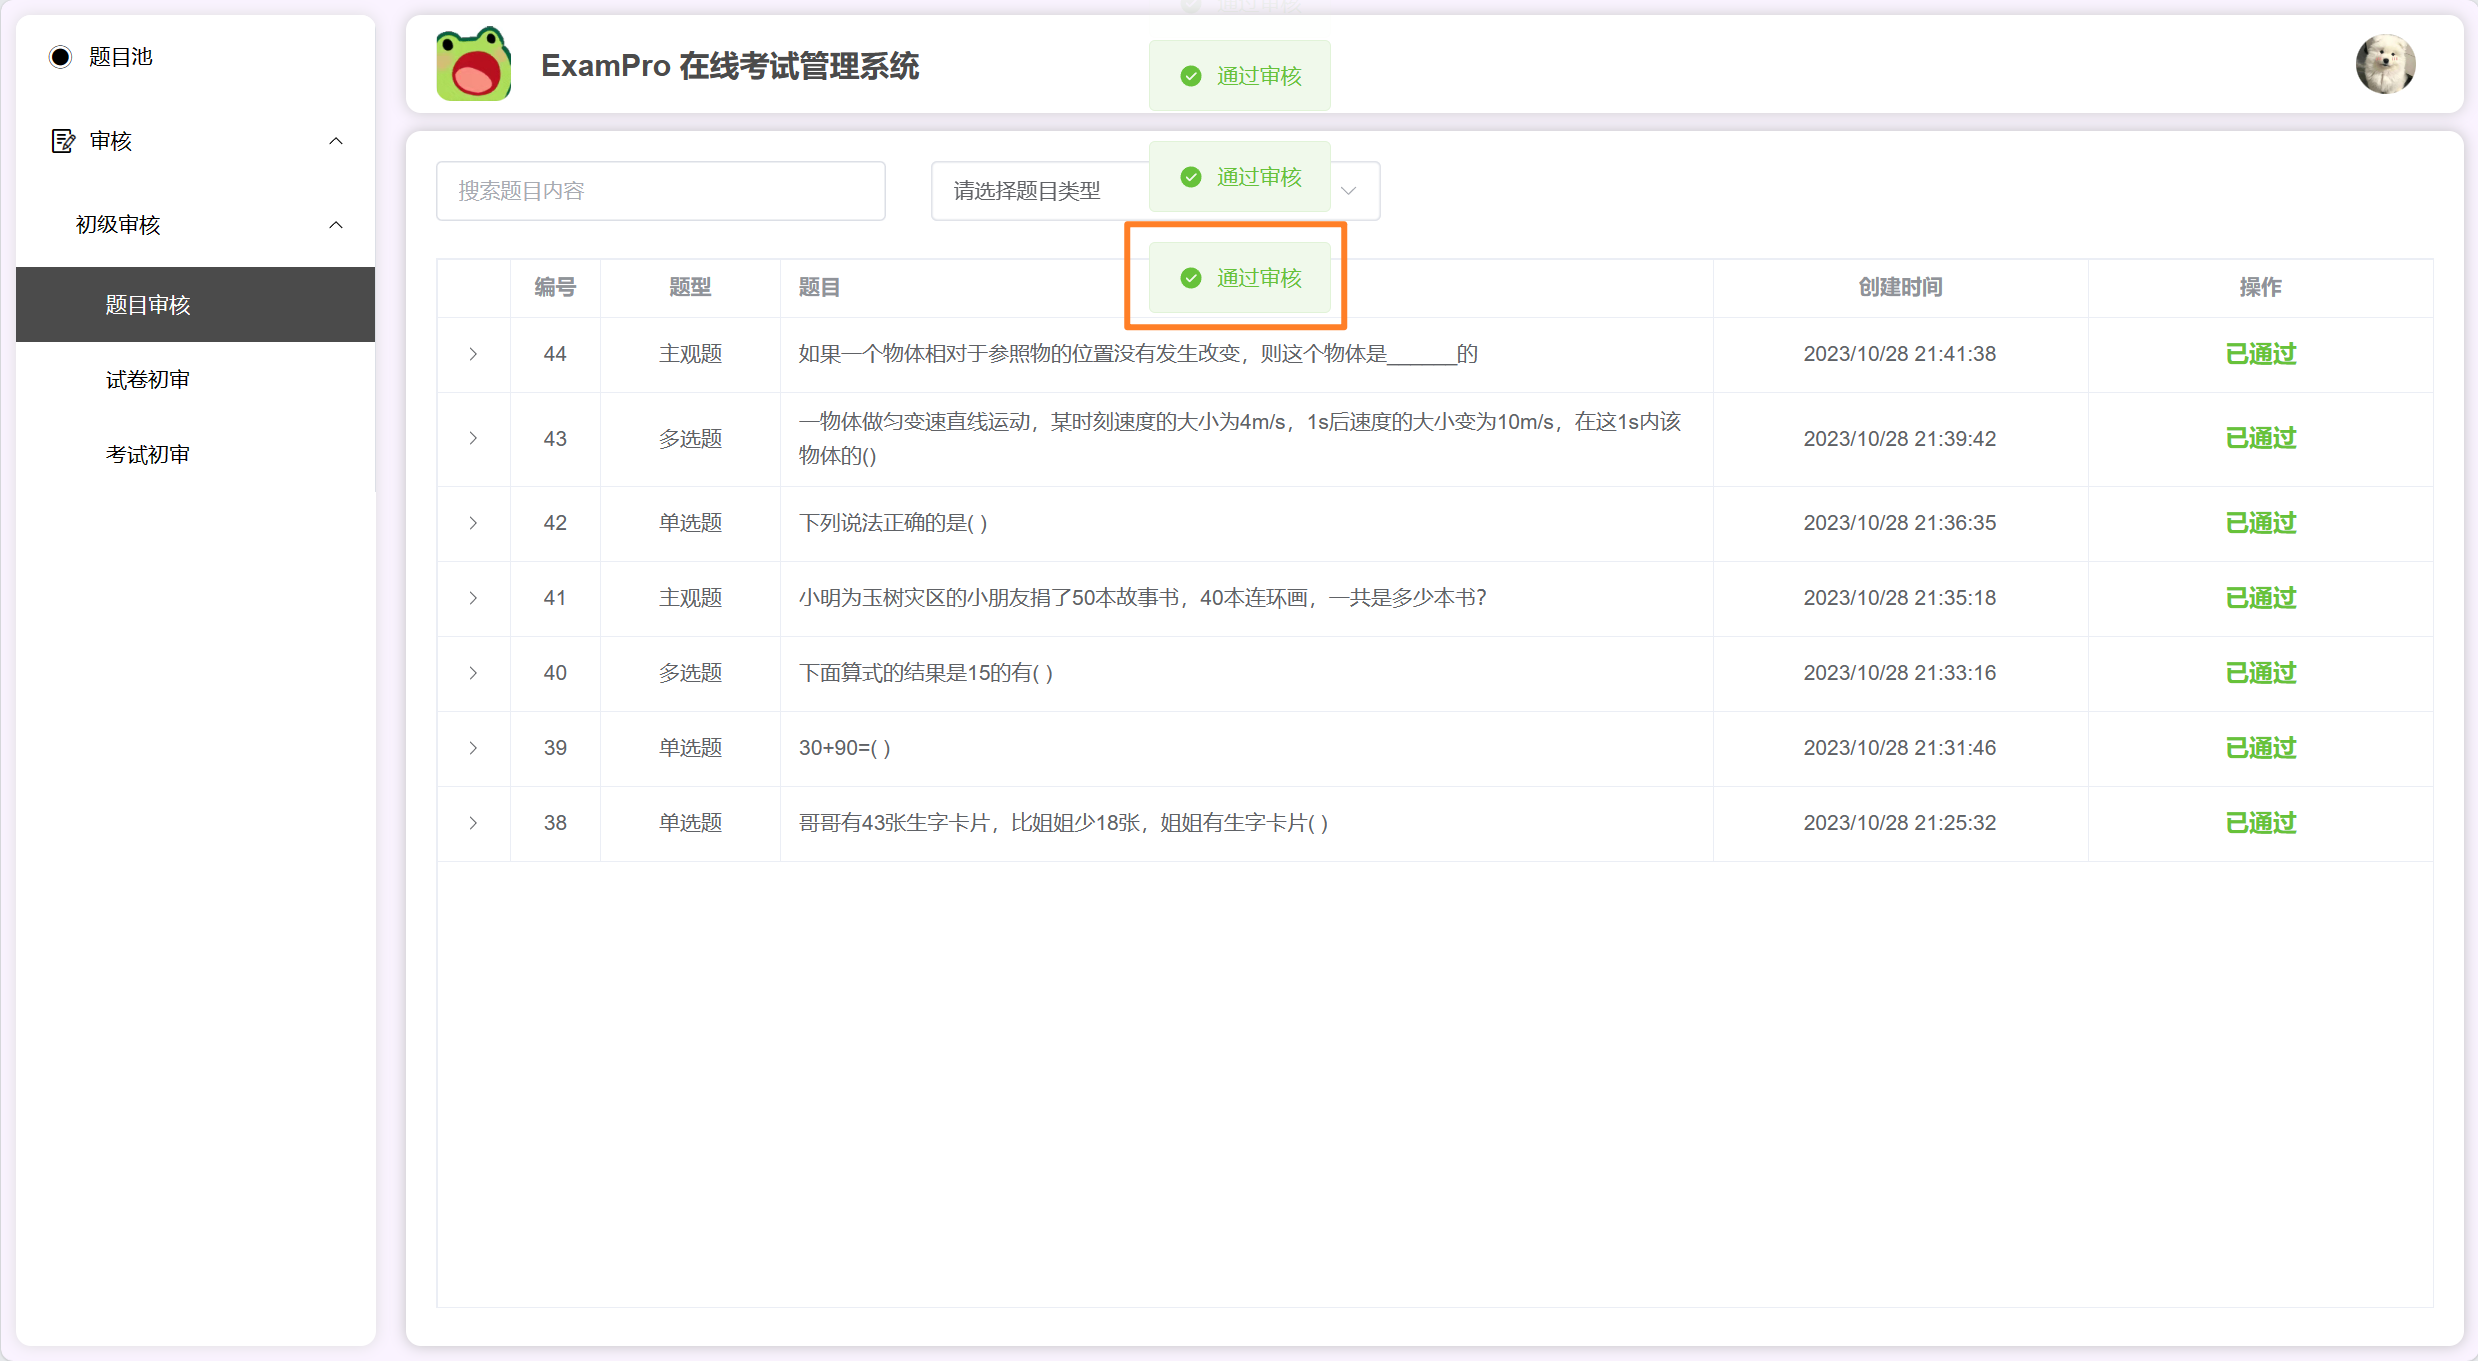 通过审核
题目池
审核
初级审核
题目审核
试卷初审
考试初审
ExamPro 在线考试管理系统
通过审核
搜索题目内容
请选择题目类型
通过审核
通过审核
编号 题型 题目 创建时间 操作
44 主观题 如果一个物体相对于参照物的位置没有发生改变，则这个物体是______的 2023/10/28 21:41:38 已通过
43 多选题 一物体做匀变速直线运动，某时刻速度的大小为4m/s，1s后速度的大小变为10m/s，在这1s内该
物体的() 2023/10/28 21:39:42 已通过
42 单选题 下列说法正确的是( ) 2023/10/28 21:36:35 已通过
41 主观题 小明为玉树灾区的小朋友捐了50本故事书，40本连环画，一共是多少本书? 2023/10/28 21:35:18 已通过
40 多选题 下面算式的结果是15的有( ) 2023/10/28 21:33:16 已通过
39 单选题 30+90=( ) 2023/10/28 21:31:46 已通过
38 单选题 哥哥有43张生字卡片，比姐姐少18张，姐姐有生字卡片( ) 2023/10/28 21:25:32 已通过